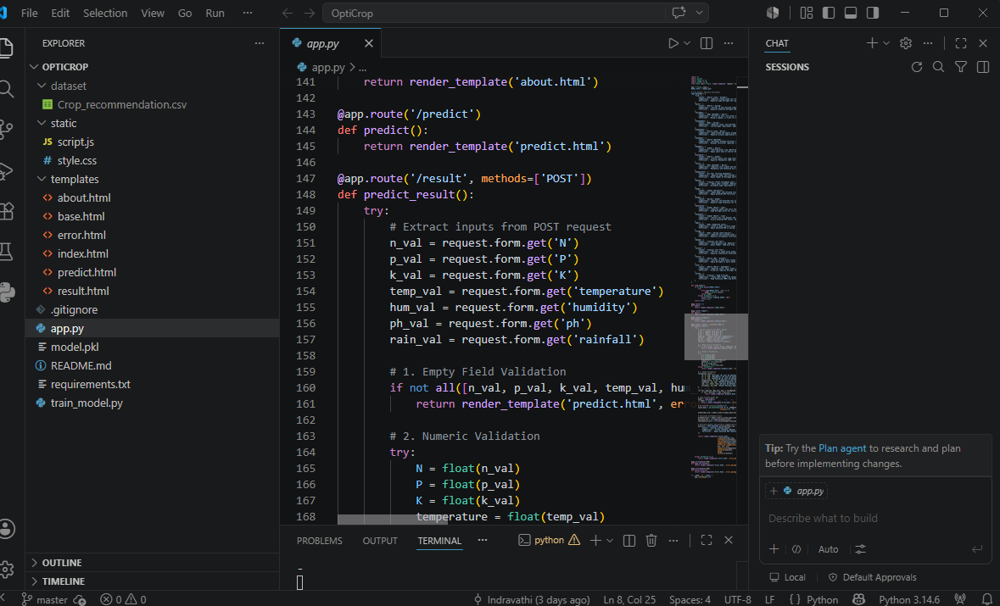 File Edit Selection View Go Run ···
OptiCrop
EXPLORER
OPTICROP
dataset
Crop_recommendation.csv
static
JS script.js
# style.css
templates
<> about.html
<> base.html
<> error.html
<> index.html
<> predict.html
<> result.html
.gitignore
app.py
model.pkl
README.md
requirements.txt
train_model.py
OUTLINE
TIMELINE
app.py
app.py > ...
141 return render_template('about.html')
142
143 @app.route('/predict')
144 def predict():
145 return render_template('predict.html')
146
147 @app.route('/result', methods=['POST'])
148 def predict_result():
149 try:
150 # Extract inputs from POST request
151 n_val = request.form.get('N')
152 p_val = request.form.get('P')
153 k_val = request.form.get('K')
154 temp_val = request.form.get('temperature')
155 hum_val = request.form.get('humidity')
156 ph_val = request.form.get('ph')
157 rain_val = request.form.get('rainfall')
158
159 # 1. Empty Field Validation
160 if not all([n_val, p_val, k_val, temp_val, hu
161 return render_template('predict.html', er
162
163 # 2. Numeric Validation
164 try:
165 N = float(n_val)
166 P = float(p_val)
167 K = float(k_val)
168 temperature = float(temp_val)
PROBLEMS OUTPUT TERMINAL ···
python
CHAT
SESSIONS
Tip: Try the Plan agent to research and plan
before implementing changes.
+ app.py
Describe what to build
Auto
Local Default Approvals
master 0 0 Indravathi (3 days ago) Ln 8, Col 25 Spaces: 4 UTF-8 LF {} Python Python 3.14.6